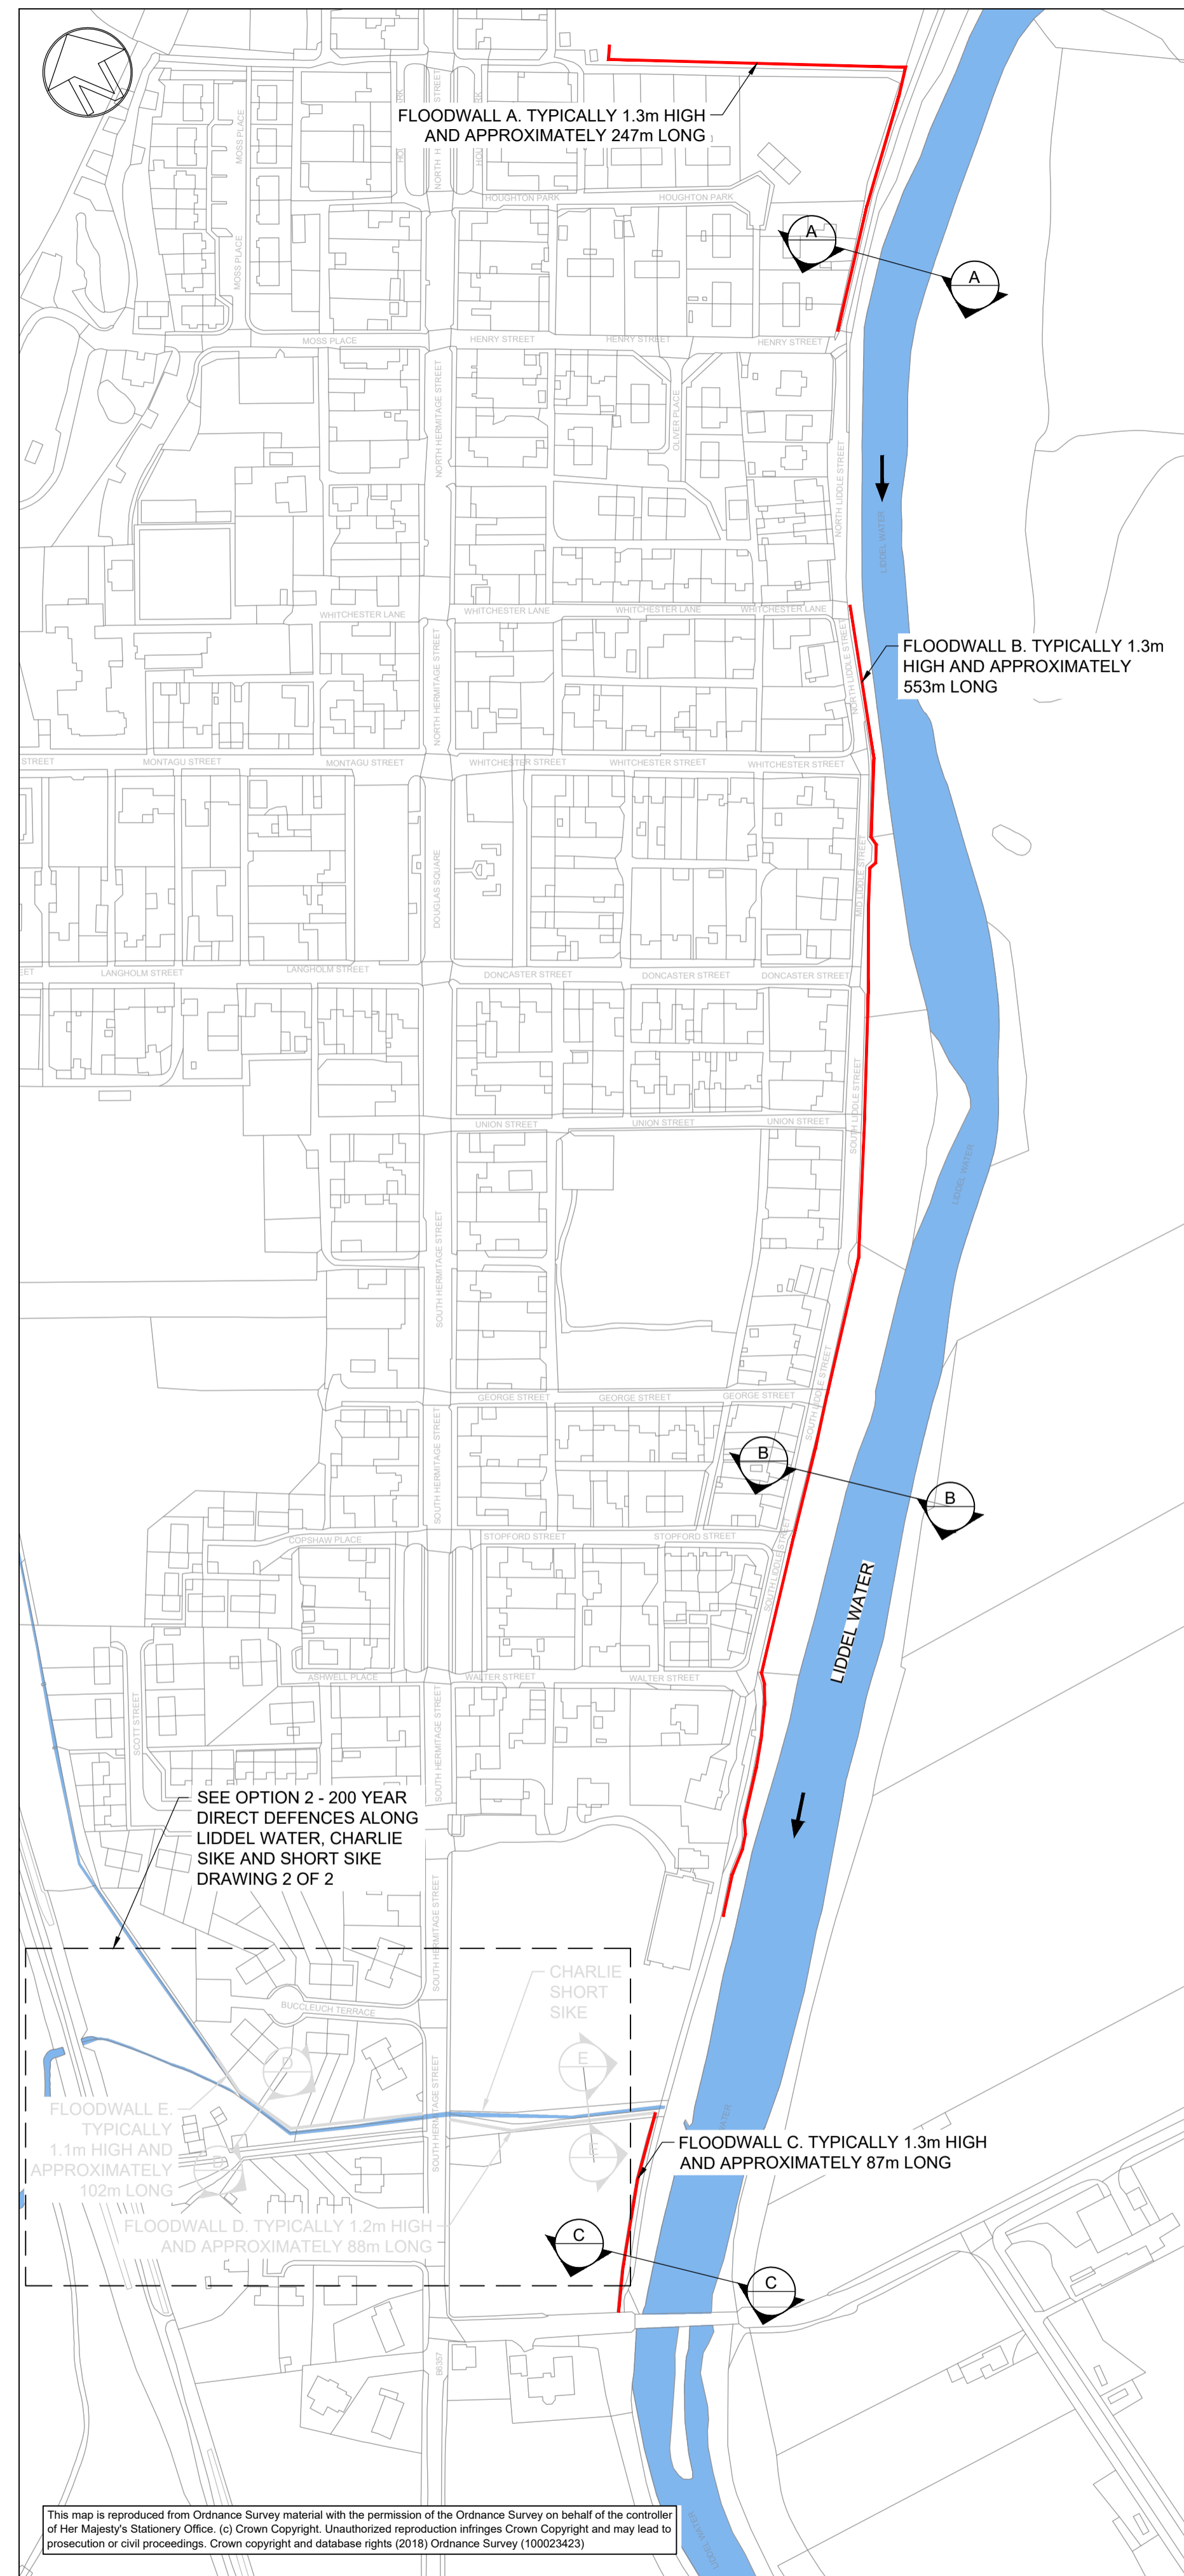 FLOODWALL A. TYPICALLY 1.3m HIGH
AND APPROXIMATELY 247m LONG
MOSS PLACE
MOSS PLACE
HOUGHTON PARK
HOUGHTON PARK
A
A
MOSS PLACE
HENRY STREET
HENRY STREET
HENRY STREET
NORTH HERMITAGE STREET
OLIVER PLACE
NORTH LIDDLE STREET
LIDDEL WATER
WHITCHESTER LANE
WHITCHESTER LANE
WHITCHESTER LANE
WHITCHESTER LANE
NORTH HERMITAGE STREET
NORTH LIDDLE STREET
FLOODWALL B. TYPICALLY 1.3m
HIGH AND APPROXIMATELY
553m LONG
STREET
MONTAGU STREET
MONTAGU STREET
WHITCHESTER STREET
WHITCHESTER STREET
WHITCHESTER STREET
DOUGLAS SQUARE
MID LIDDLE STREET
LANGHOLM STREET
LANGHOLM STREET
DONCASTER STREET
DONCASTER STREET
DONCASTER STREET
SOUTH LIDDLE STREET
UNION STREET
UNION STREET
UNION STREET
LIDDEL WATER
SOUTH HERMITAGE STREET
SOUTH LIDDLE STREET
GEORGE STREET
GEORGE STREET
GEORGE STREET
SOUTH HERMITAGE STREET
B
B
COPSHAW PLACE
STOPFORD STREET
STOPFORD STREET
SOUTH LIDDLE STREET
LIDDEL WATER
ASHWELL PLACE
WALTER STREET
WALTER STREET
SCOTT STREET
SOUTH HERMITAGE STREET
SEE OPTION 2 - 200 YEAR
DIRECT DEFENCES ALONG
LIDDEL WATER, CHARLIE
SIKE AND SHORT SIKE
DRAWING 2 OF 2
SOUTH HERMITAGE STREET
CHARLIE
SHORT
SIKE
BUCCLEUCH TERRACE
D
E
SOUTH HERMITAGE STREET
FLOODWALL E.
TYPICALLY
1.1m HIGH AND
APPROXIMATELY
102m LONG
D
E
WATER
FLOODWALL C. TYPICALLY 1.3m HIGH
AND APPROXIMATELY 87m LONG
FLOODWALL D. TYPICALLY 1.2m HIGH
AND APPROXIMATELY 88m LONG
C
C
B6357
LIDDEL WATER
This map is reproduced from Ordnance Survey material with the permission of the Ordnance Survey on behalf of the controller
of Her Majesty's Stationery Office. (c) Crown Copyright. Unauthorized reproduction infringes Crown Copyright and may lead to
prosecution or civil proceedings. Crown copyright and database rights (2018) Ordnance Survey (100023423)